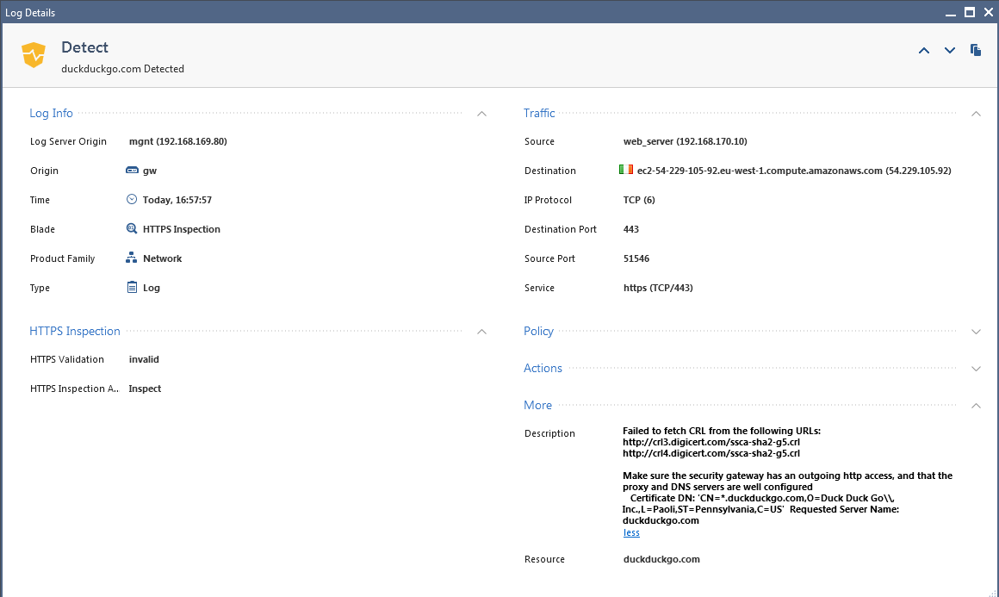 Log Details
Detect
duckduckgo.com Detected
Log Info
Log Server Origin mgnt (192.168.169.80)
Origin gw
Time Today, 16:57:57
Blade HTTPS Inspection
Product Family Network
Type Log
HTTPS Inspection
HTTPS Validation invalid
HTTPS Inspection A... Inspect
Traffic
Source web_server (192.168.170.10)
Destination ec2-54-229-105-92.eu-west-1.compute.amazonaws.com (54.229.105.92)
IP Protocol TCP (6)
Destination Port 443
Source Port 51546
Service https (TCP/443)
Policy
Actions
More
Description Failed to fetch CRL from the following URLs:
http://crl3.digicert.com/ssca-sha2-g5.crl
http://crl4.digicert.com/ssca-sha2-g5.crl
Make sure the security gateway has an outgoing http access, and that the
proxy and DNS servers are well configured
Certificate DN: 'CN=*.duckduckgo.com,O=Duck Duck Go\\,
Inc.,L=Paoli,ST=Pennsylvania,C=US' Requested Server Name:
duckduckgo.com
less
Resource duckduckgo.com